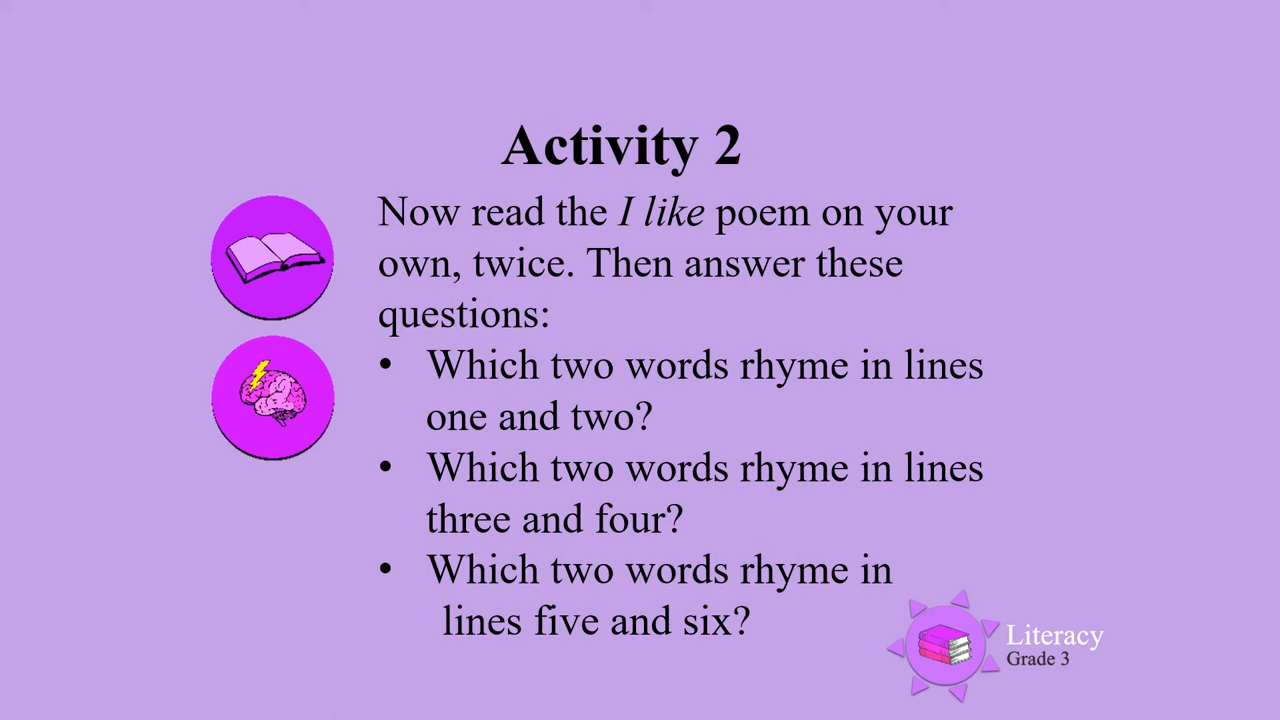 Activity 2
Now read the I like poem on your
own, twice. Then answer these
questions:
• Which two words rhyme in lines
one and two?
• Which two words rhyme in lines
three and four?
• Which two words rhyme in
lines five and six?
Literacy
Grade 3